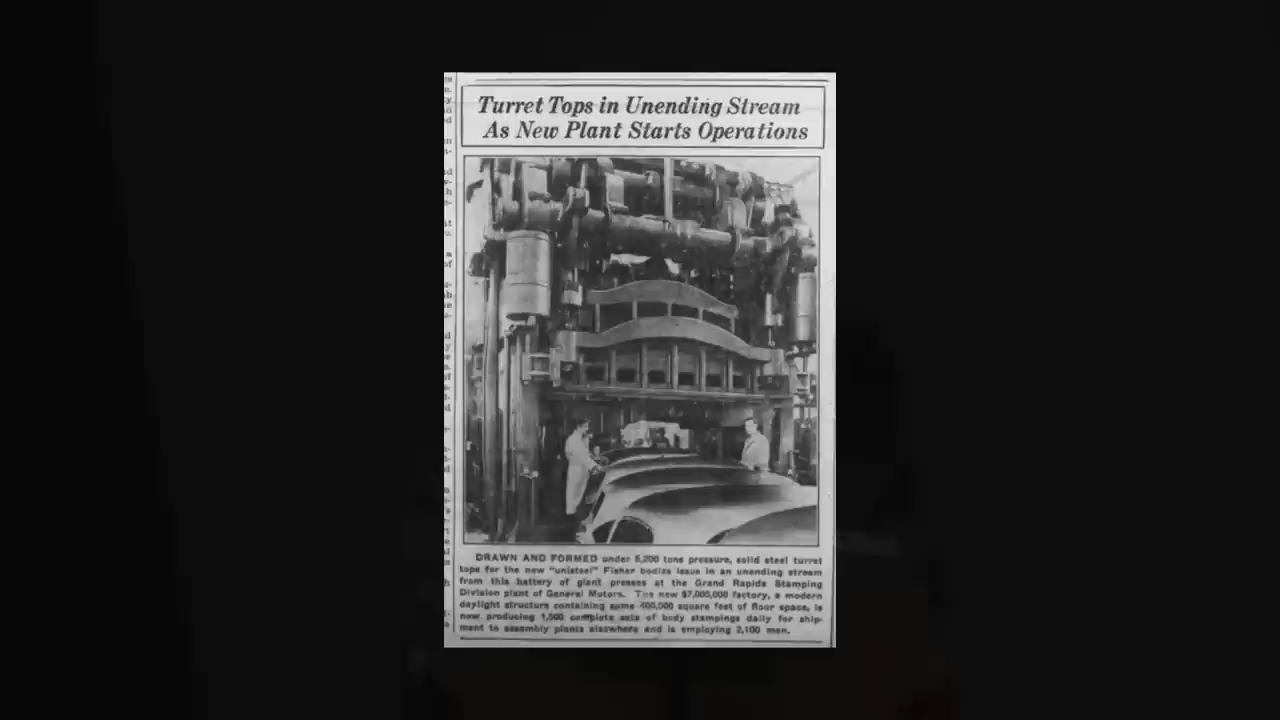 Turret Tops in Unending Stream
As New Plant Starts Operations
DRAWN AND FORMED under 5,200 tons pressure, solid steel turret
tops for the new "unisteel" Fisher bodies issue in an unending stream
from this battery of giant presses at the Grand Rapids Stamping
Division plant of General Motors. The new $7,000,000 factory, a modern
daylight structure containing some 400,000 square feet of floor space, is
now producing 1,500 complete sets of body stampings daily for ship-
ment to assembly plants elsewhere and is employing 2,100 men.